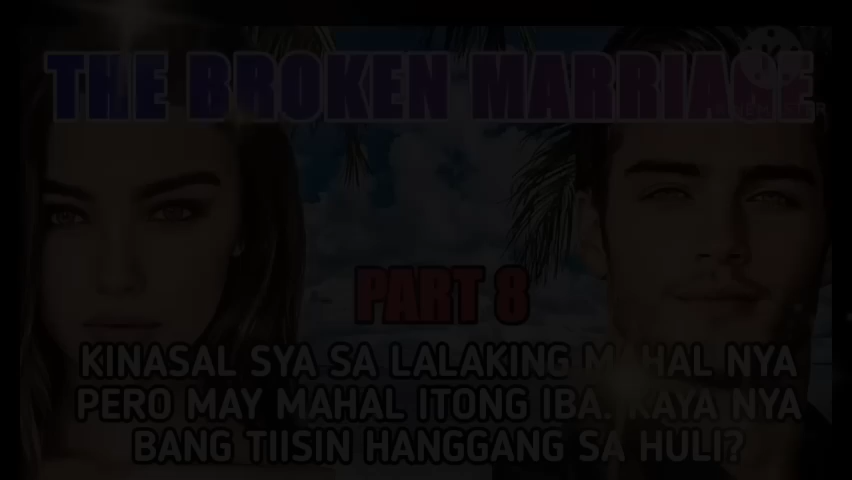 THE BROKEN MARRIAGE
PART 8
KINASAL SYA SA LALAKING MAHAL NYA
PERO MAY MAHAL ITONG IBA. KAYA NYA
BANG TIISIN HANGGANG SA HULI?